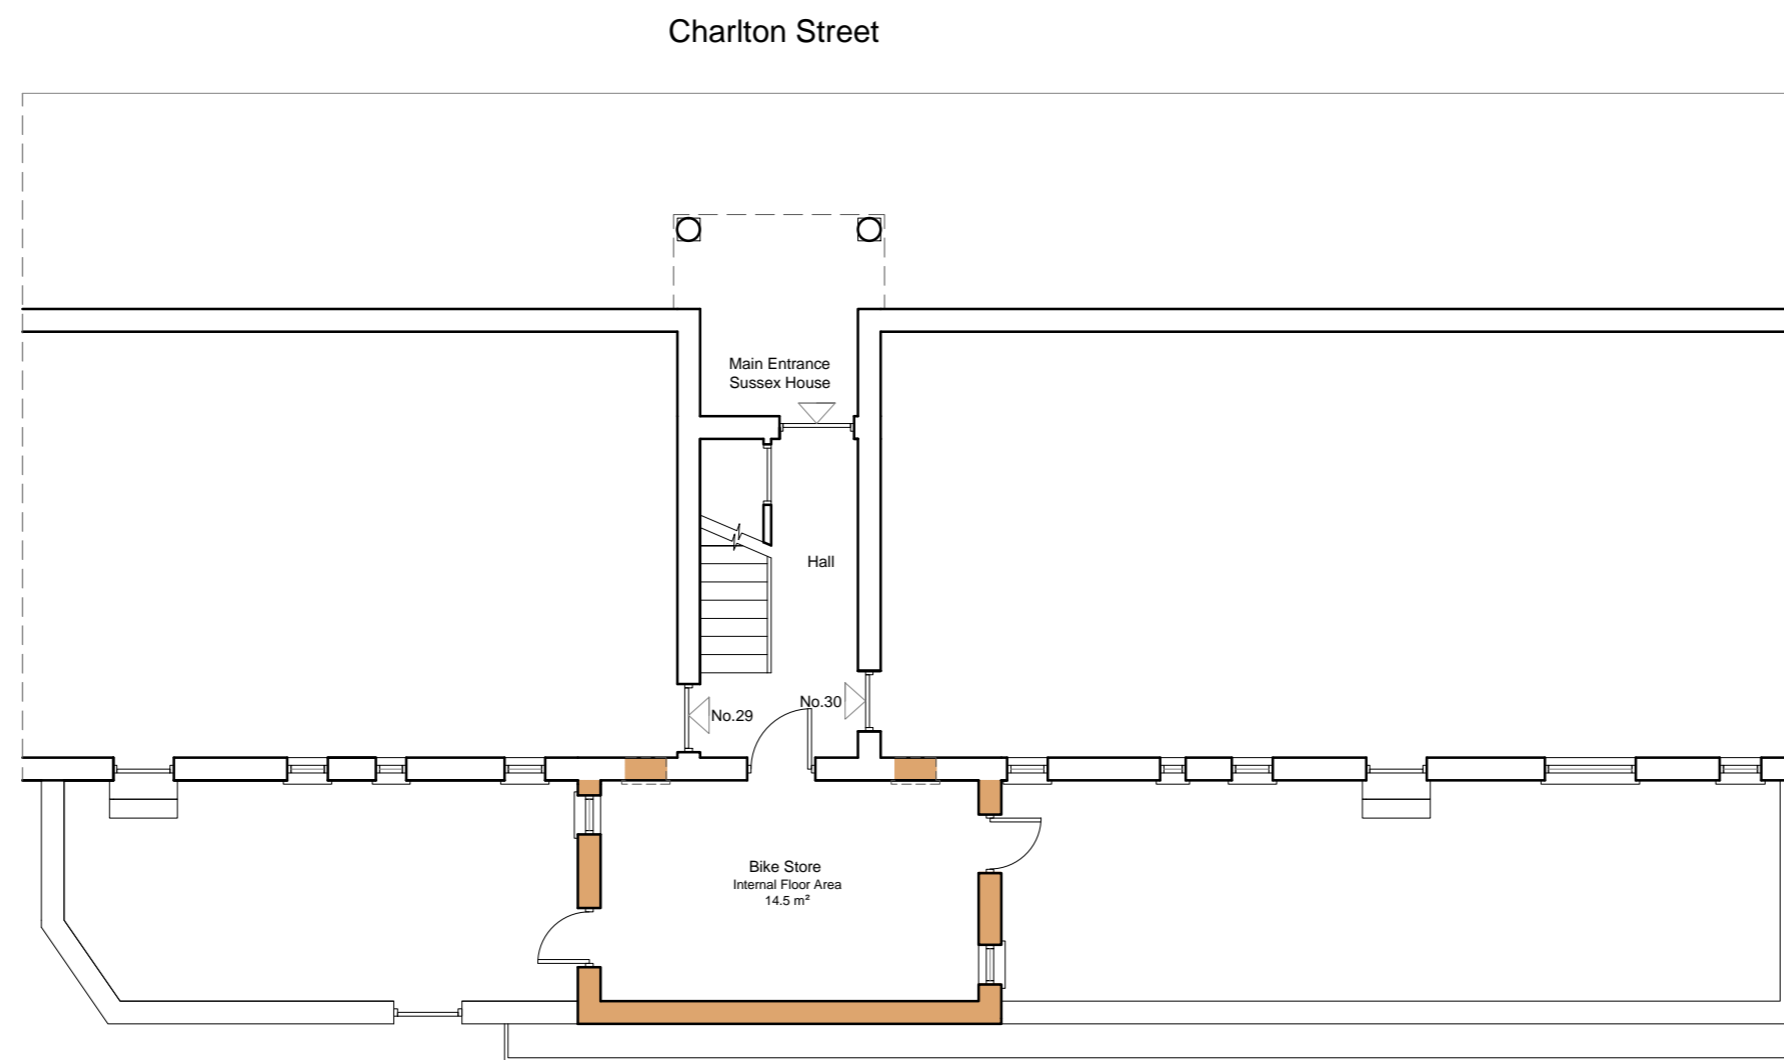 Charlton Street
Main Entrance
Sussex House
Hall
No.30
No.29
Bike Store
Internal Floor Area
14.5 m²